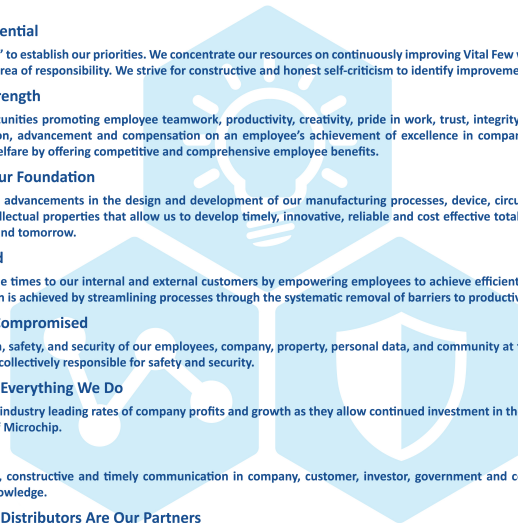 ential
’ to establish our priorities. We concentrate our resources on continuously improving Vital Few
rea of responsibility. We strive for constructive and honest self-criticism to identify improveme
rength
unities promoting employee teamwork, productivity, creativity, pride in work, trust, integrity
on, advancement and compensation on an employee’s achievement of excellence in compan
elfare by offering competitive and comprehensive employee benefits.
ur Foundation
advancements in the design and development of our manufacturing processes, device, circu
llectual properties that allow us to develop timely, innovative, reliable and cost effective total
nd tomorrow.
d
e times to our internal and external customers by empowering employees to achieve efficient
n is achieved by streamlining processes through the systematic removal of barriers to productiv
Compromised
, safety, and security of our employees, company, property, personal data, and community at
collectively responsible for safety and security.
Everything We Do
industry leading rates of company profits and growth as they allow continued investment in th
Microchip.
, constructive and timely communication in company, customer, investor, government and c
owledge.
Distributors Are Our Partners